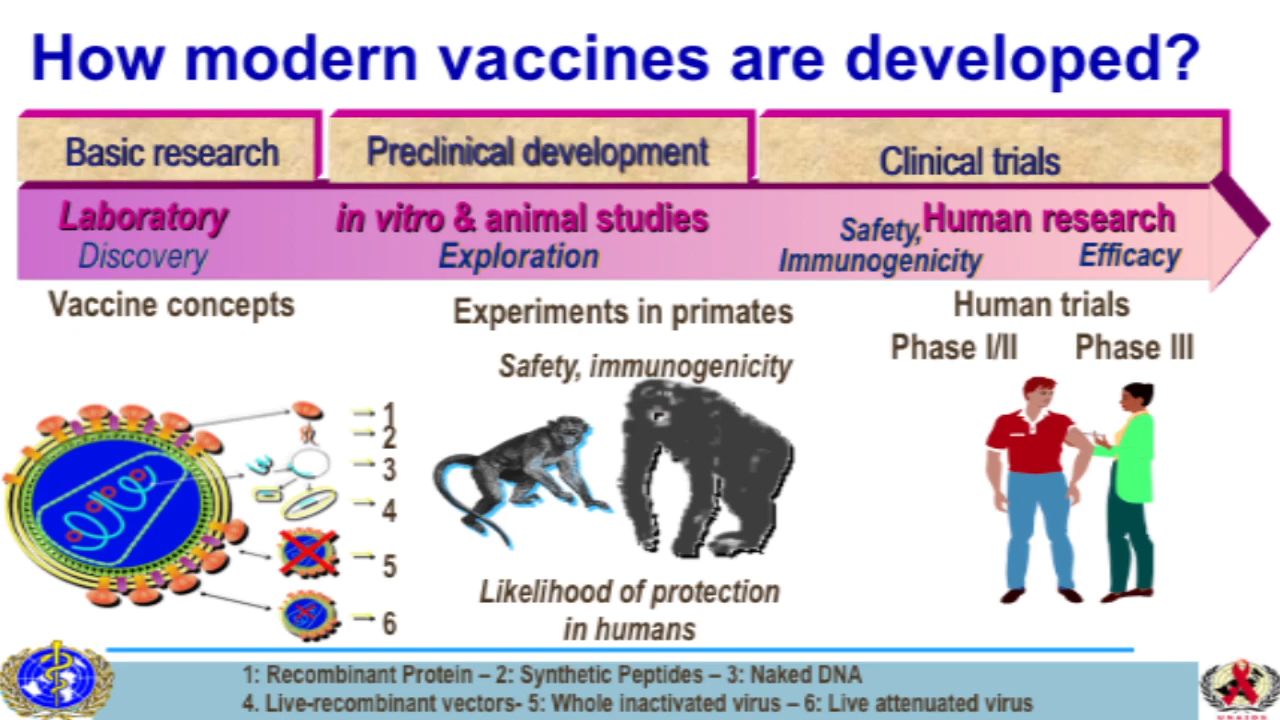 How modern vaccines are developed?
Basic research
Preclinical development
Clinical trials
Laboratory
Discovery
in vitro & animal studies
Exploration
Human research
Safety,
Immunogenicity
Efficacy
Vaccine concepts
Experiments in primates
Safety, immunogenicity
Human trials
Phase I/II
Phase III
1
2
3
4
5
6
Likelihood of protection
in humans
1: Recombinant Protein – 2: Synthetic Peptides – 3: Naked DNA
4. Live-recombinant vectors- 5: Whole inactivated virus – 6: Live attenuated virus
UNAIDS